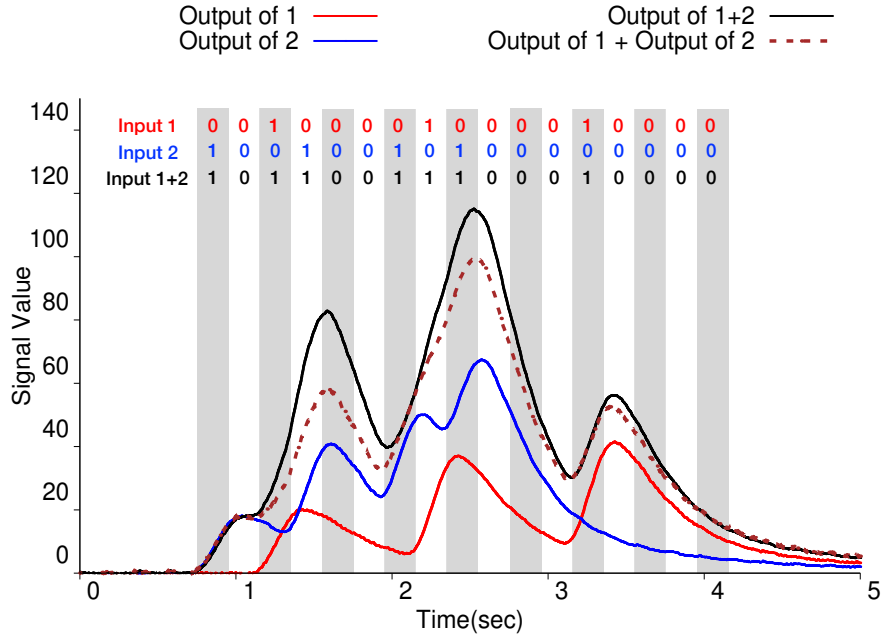 Output of 1
Output of 2
Output of 1+2
Output of 1 + Output of 2
140
120
100
80
60
40
20
0
Signal Value
Input 1 0 0 1 0 0 0 0 1 0 0 0 0 1 0 0 0 0
Input 2 1 0 0 1 0 0 1 0 1 0 0 0 0 0 0 0 0
Input 1+2 1 0 1 1 0 0 1 1 1 0 0 0 1 0 0 0 0
0 1 2 3 4 5
Time(sec)